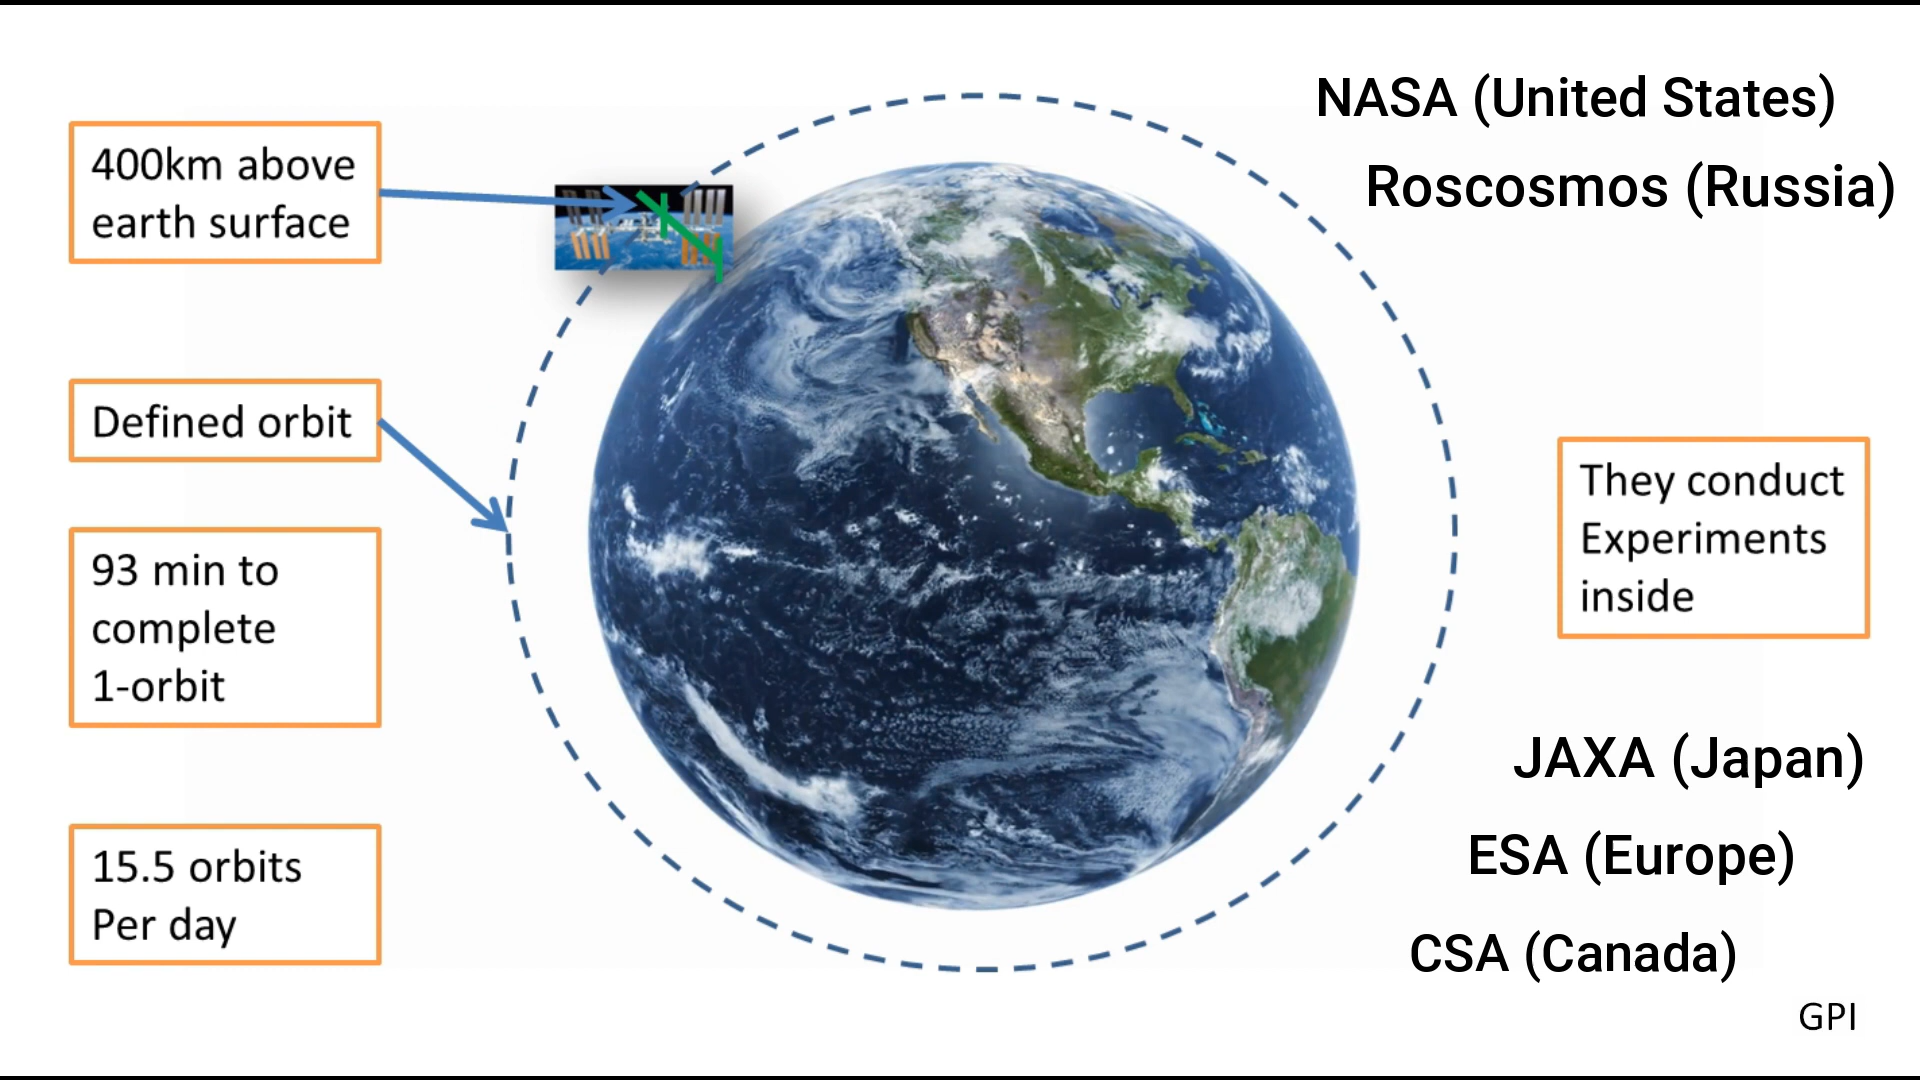 400km above
earth surface
Defined orbit
93 min to
complete
1-orbit
15.5 orbits
Per day
NASA (United States)
Roscosmos (Russia)
They conduct
Experiments
inside
JAXA (Japan)
ESA (Europe)
CSA (Canada)
GPI